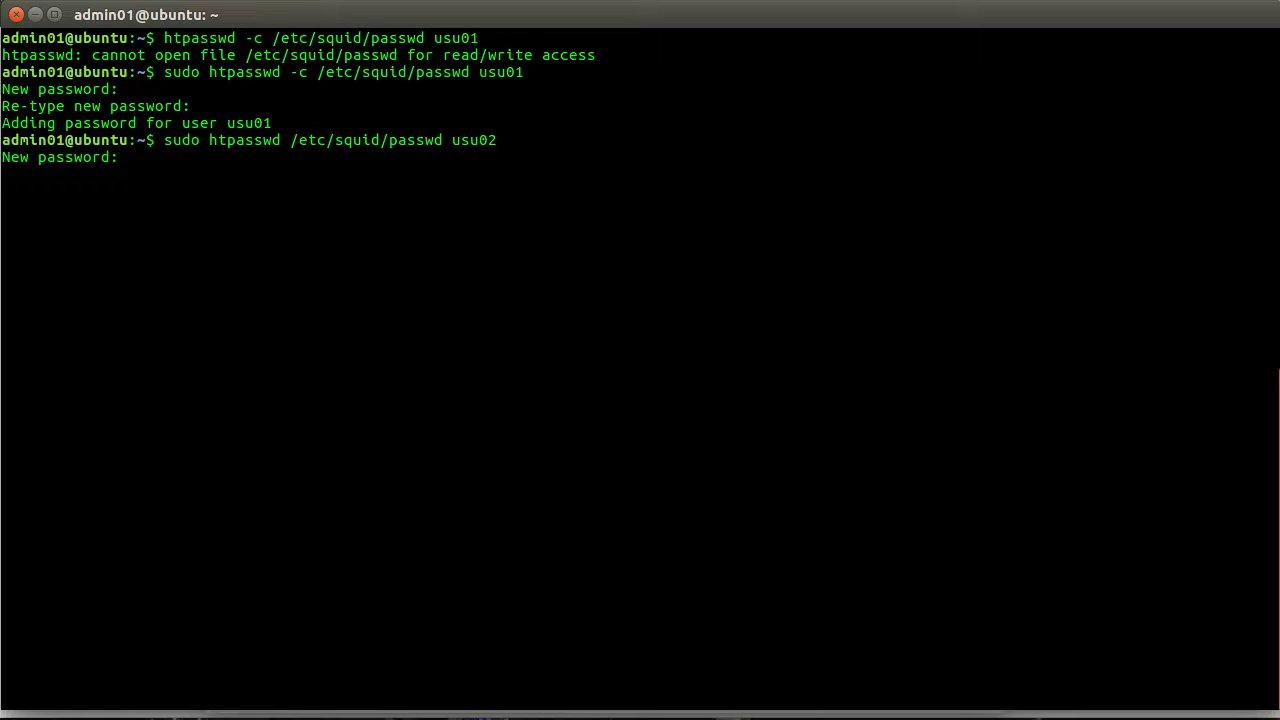 admin01@ubuntu: ~
admin01@ubuntu:~$ htpasswd -c /etc/squid/passwd usu01
htpasswd: cannot open file /etc/squid/passwd for read/write access
admin01@ubuntu:~$ sudo htpasswd -c /etc/squid/passwd usu01
New password:
Re-type new password:
Adding password for user usu01
admin01@ubuntu:~$ sudo htpasswd /etc/squid/passwd usu02
New password: